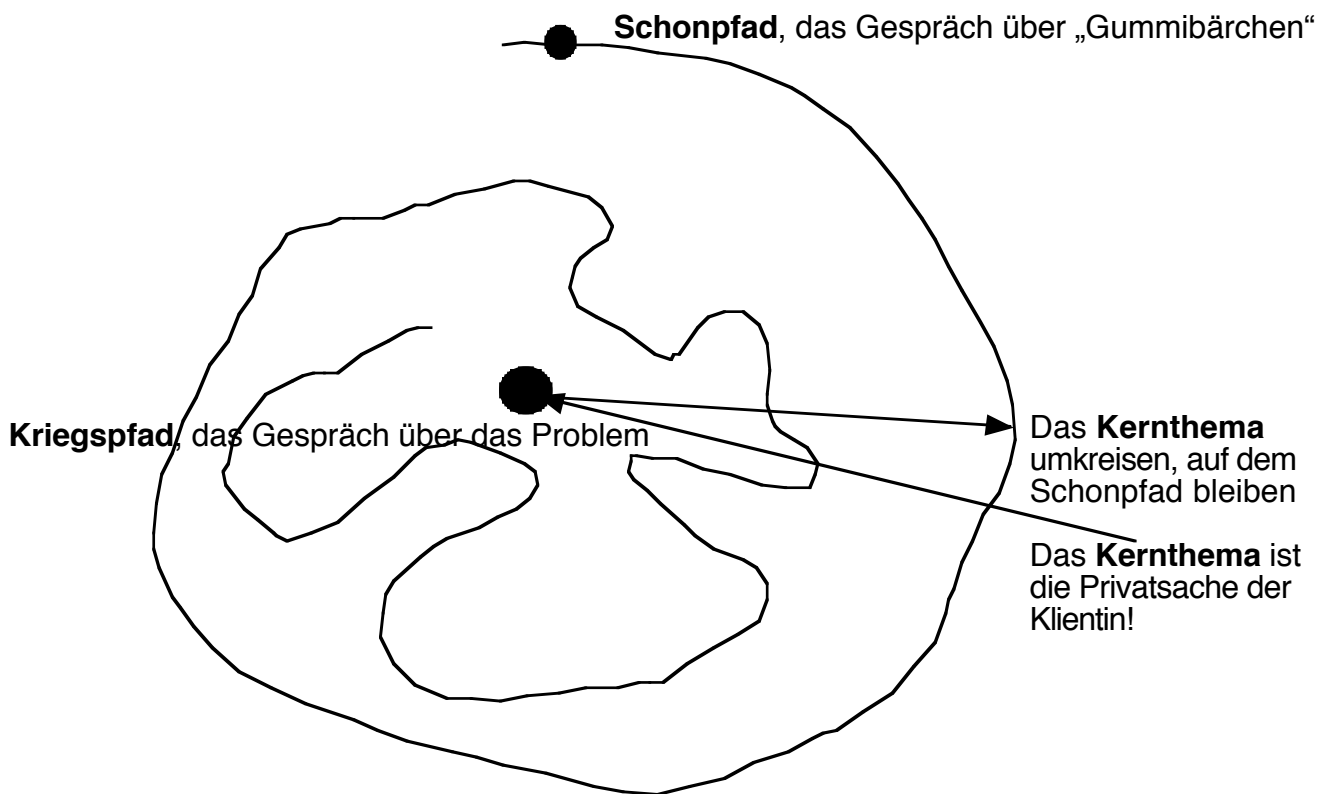 Schonpfad, das Gespräch über „Gummibärchen“
Kriegspfad, das Gespräch über das Problem
Das Kernthema
umkreisen, auf dem
Schonpfad bleiben
Das Kernthema ist
die Privatsache der
Klientin!